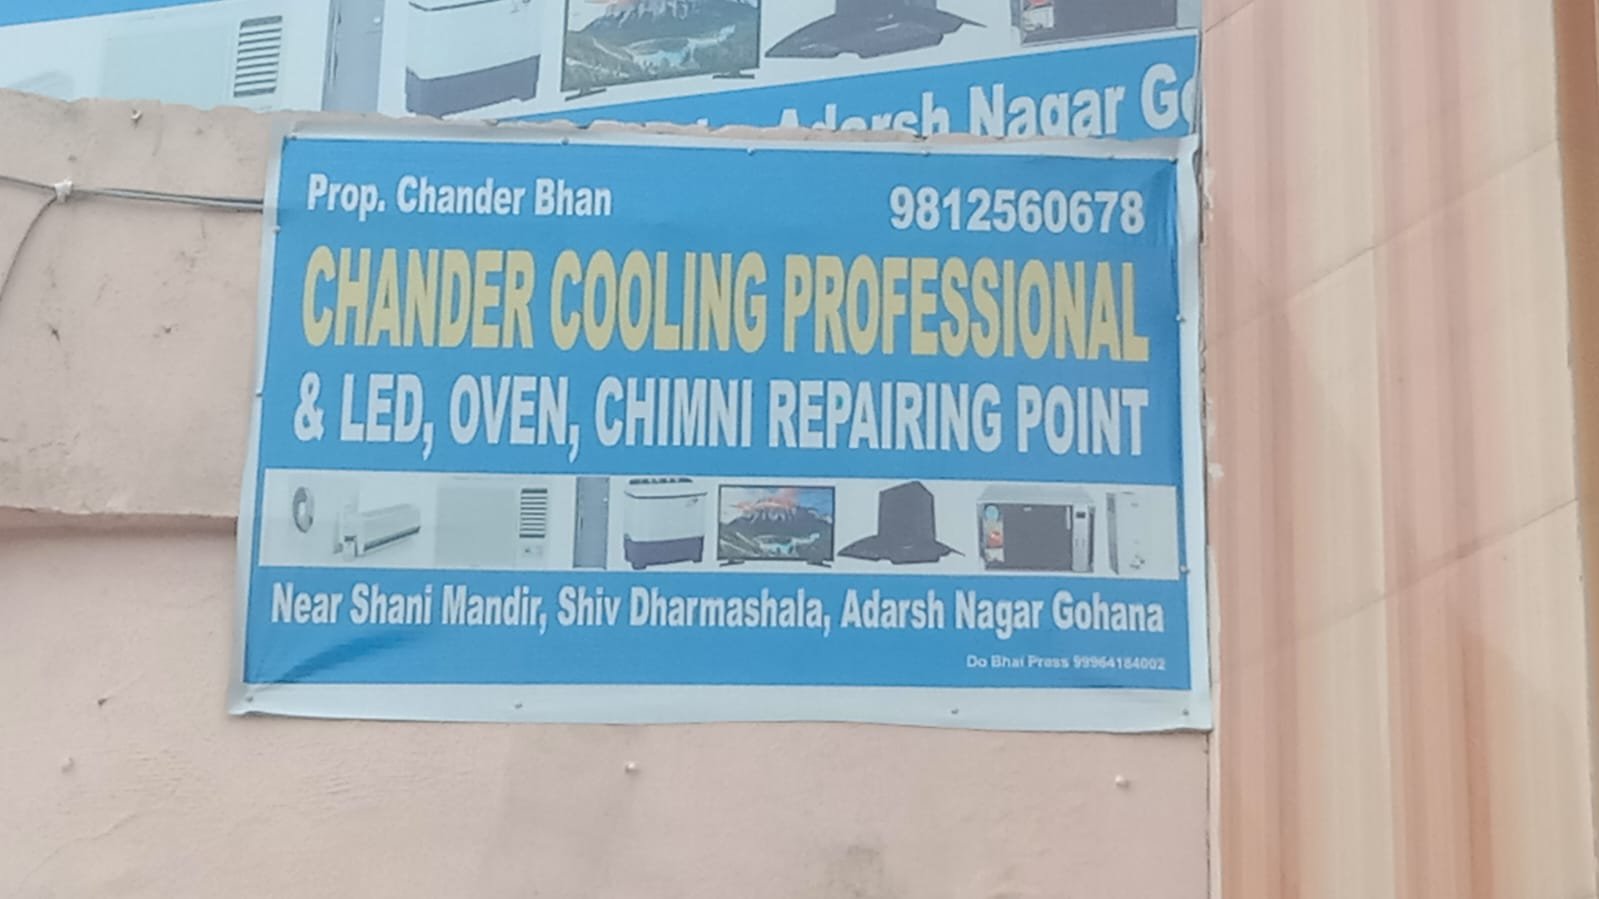 Adarsh Nagar
Prop. Chander Bhan
9812560678
CHANDER COOLING PROFESSIONAL
& LED, OVEN, CHIMNI REPAIRING POINT
Near Shani Mandir, Shiv Dharmashala, Adarsh Nagar Gohana
Do Bhai Press 99964184002